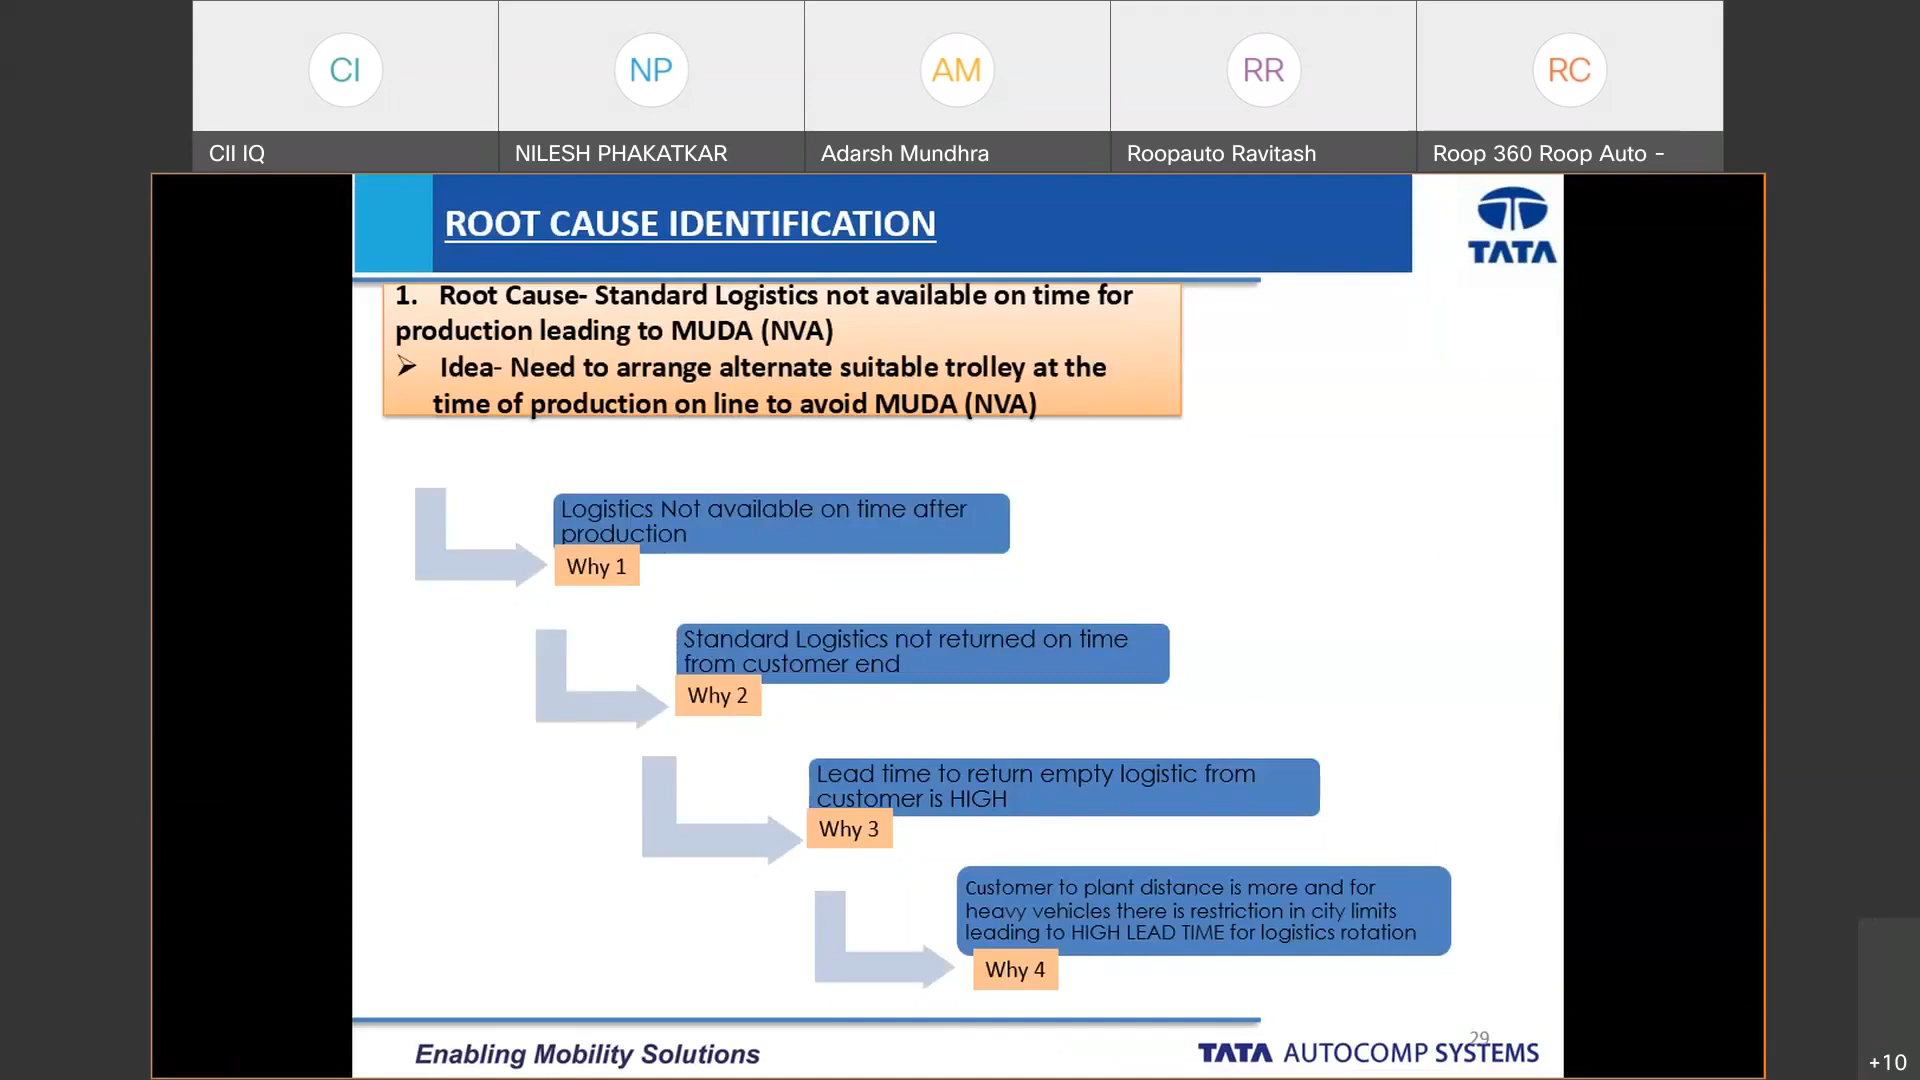 CI
NP
AM
RR
RC
CII IQ
NILESH PHAKATKAR
Adarsh Mundhra
Roopauto Ravitash
Roop 360 Roop Auto -
ROOT CAUSE IDENTIFICATION
TATA
1. Root Cause- Standard Logistics not available on time for
production leading to MUDA (NVA)
➢ Idea- Need to arrange alternate suitable trolley at the
time of production on line to avoid MUDA (NVA)
Logistics Not available on time after
production
Why 1
Standard Logistics not returned on time
from customer end
Why 2
Lead time to return empty logistic from
customer is HIGH
Why 3
Customer to plant distance is more and for
heavy vehicles there is restriction in city limits
leading to HIGH LEAD TIME for logistics rotation
Why 4
29
Enabling Mobility Solutions
TATA AUTOCOMP SYSTEMS
+10